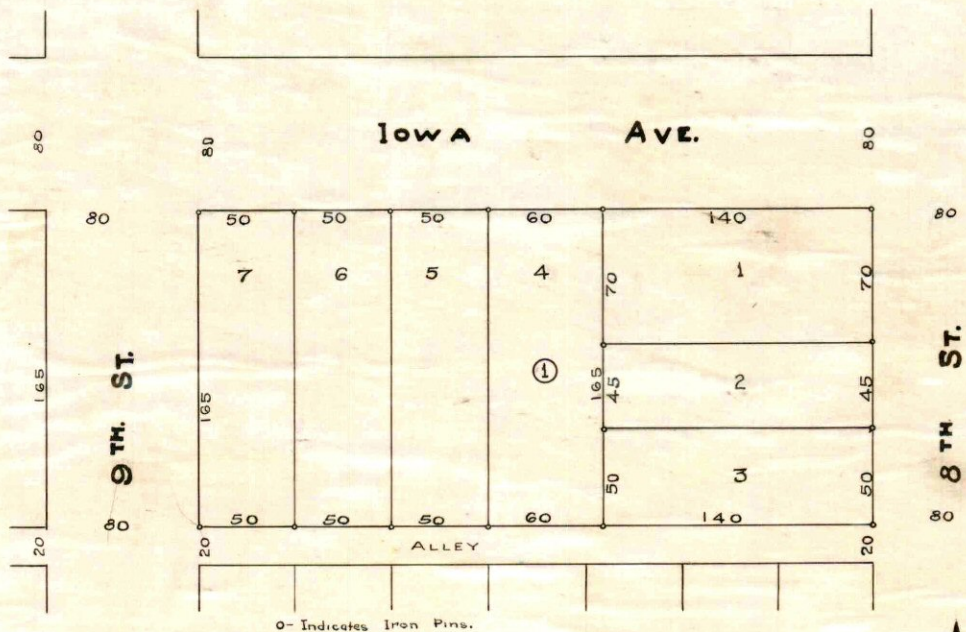 IOWA AVE.
80 80 80
80 50 50 50 60 140 80
7 6 5 4 1
70 70
165 9TH. ST. 165 ① 165 45 2 45 8TH ST.
50 3 50
80 50 50 50 60 140 80
20 20 ALLEY 20
o- Indicates Iron Pins.